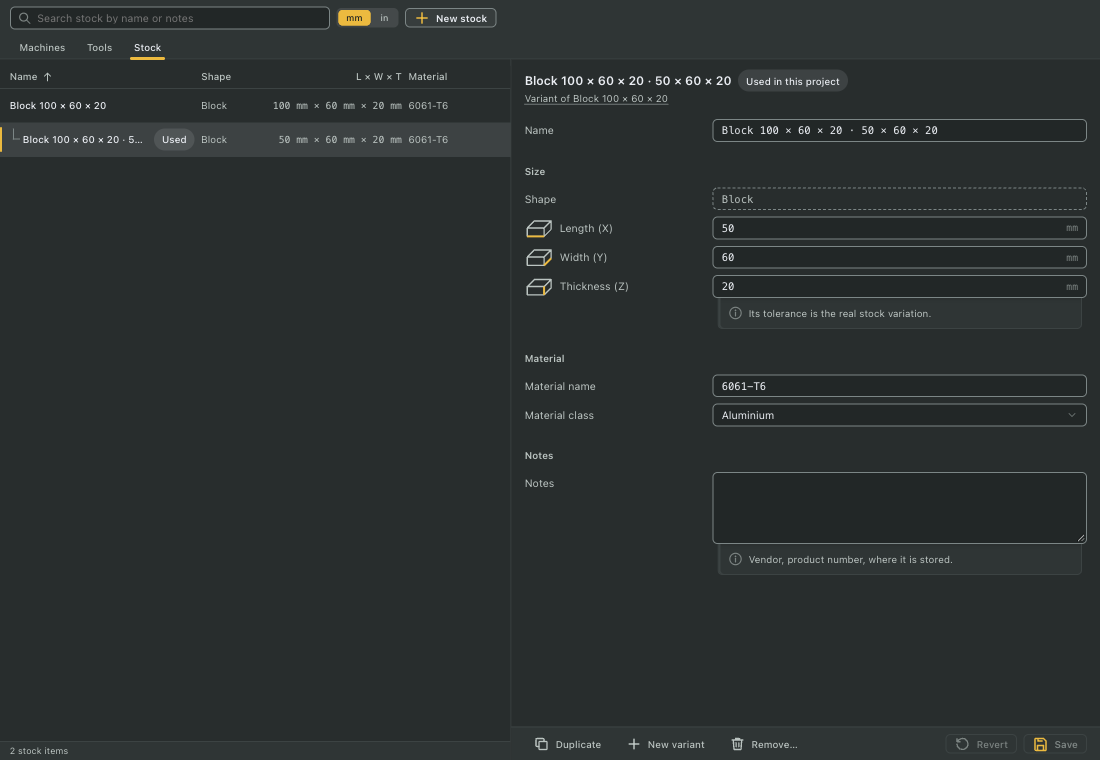 Search stock by name or notes
mm in
New stock
Machines Tools Stock
Name Shape L × W × T Material
Block 100 × 60 × 20 Block 100 mm × 60 mm × 20 mm 6061-T6
Block 100 × 60 × 20 · 5... Used Block 50 mm × 60 mm × 20 mm 6061-T6
2 stock items
Block 100 × 60 × 20 · 50 × 60 × 20 Used in this project
Variant of Block 100 × 60 × 20
Name Block 100 × 60 × 20 · 50 × 60 × 20
Size
Shape Block
Length (X) 50 mm
Width (Y) 60 mm
Thickness (Z) 20 mm
Its tolerance is the real stock variation.
Material
Material name 6061-T6
Material class Aluminium
Notes
Notes
Vendor, product number, where it is stored.
Duplicate New variant Remove... Revert Save